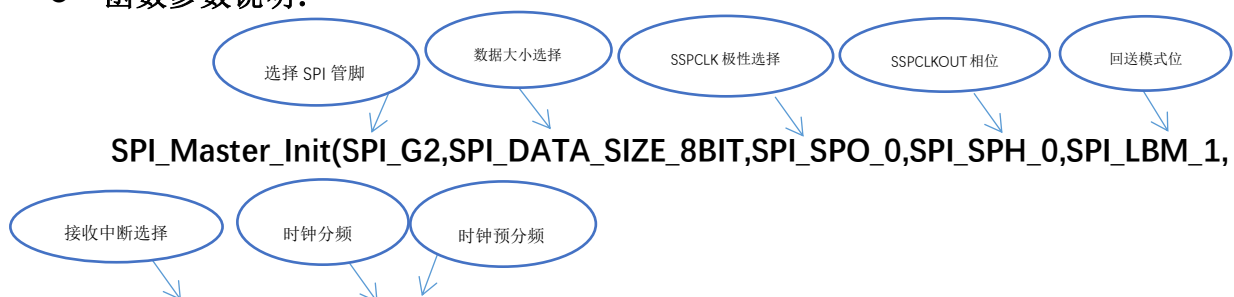 函数参数说明:
选择 SPI 管脚
数据大小选择
SSPCLK 极性选择
SSPCLKOUT 相位
回送模式位
SPI_Master_Init(SPI_G2,SPI_DATA_SIZE_8BIT,SPI_SPO_0,SPI_SPH_0,SPI_LBM_1,
接收中断选择
时钟分频
时钟预分频